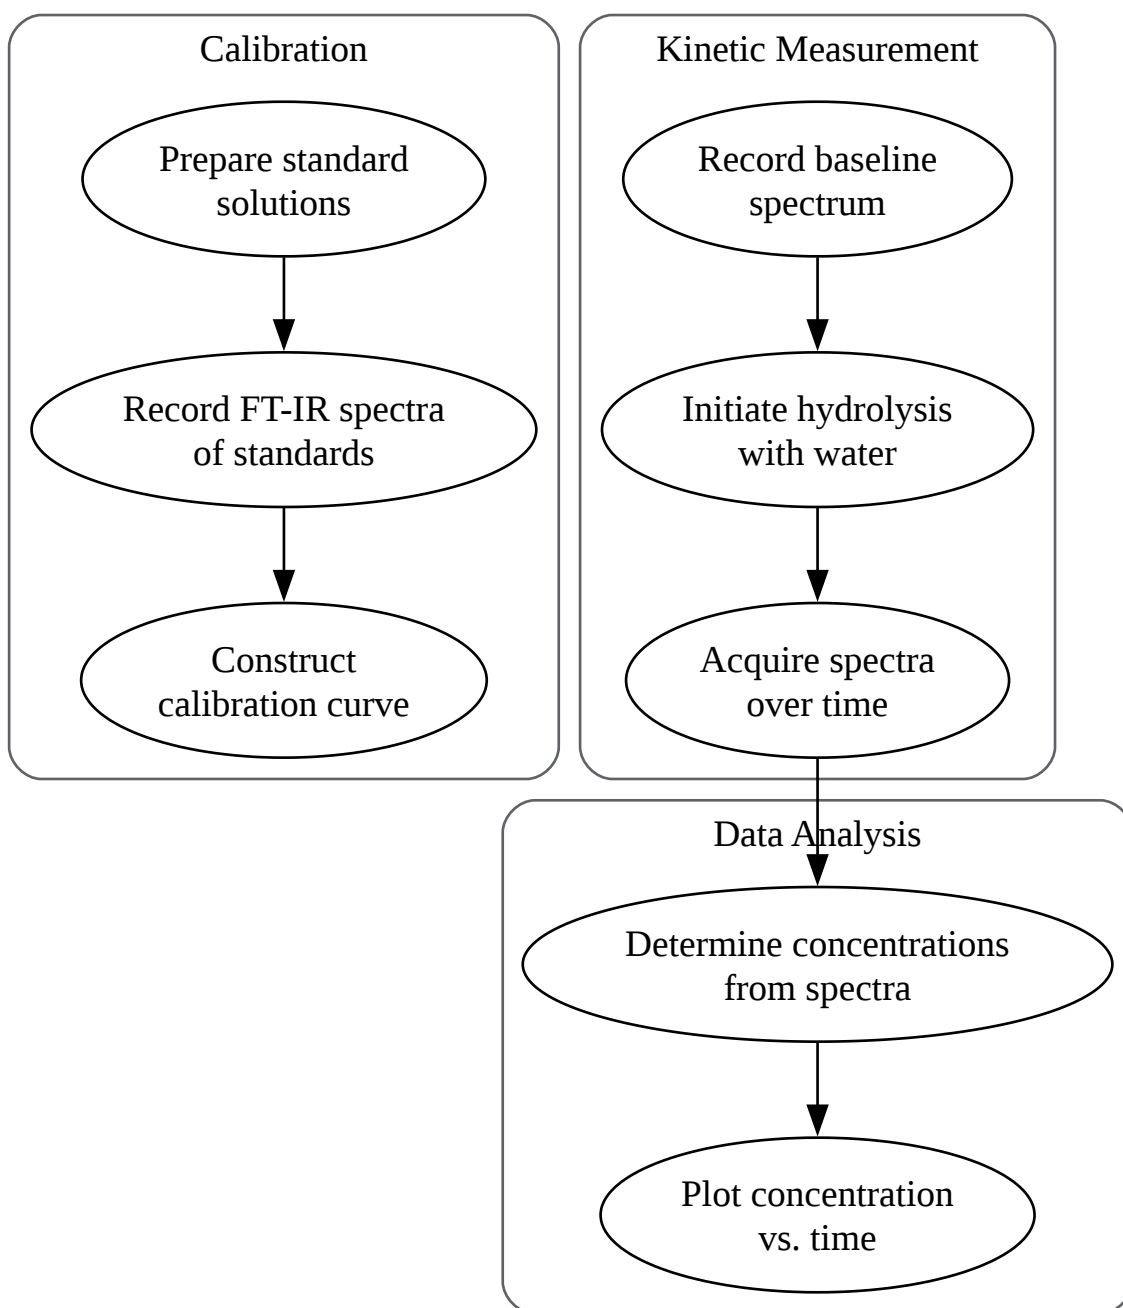 Calibration
Prepare standard
solutions
Record FT-IR spectra
of standards
Construct
calibration curve
Kinetic Measurement
Record baseline
spectrum
Initiate hydrolysis
with water
Acquire spectra
over time
Data Analysis
Determine concentrations
from spectra
Plot concentration
vs. time